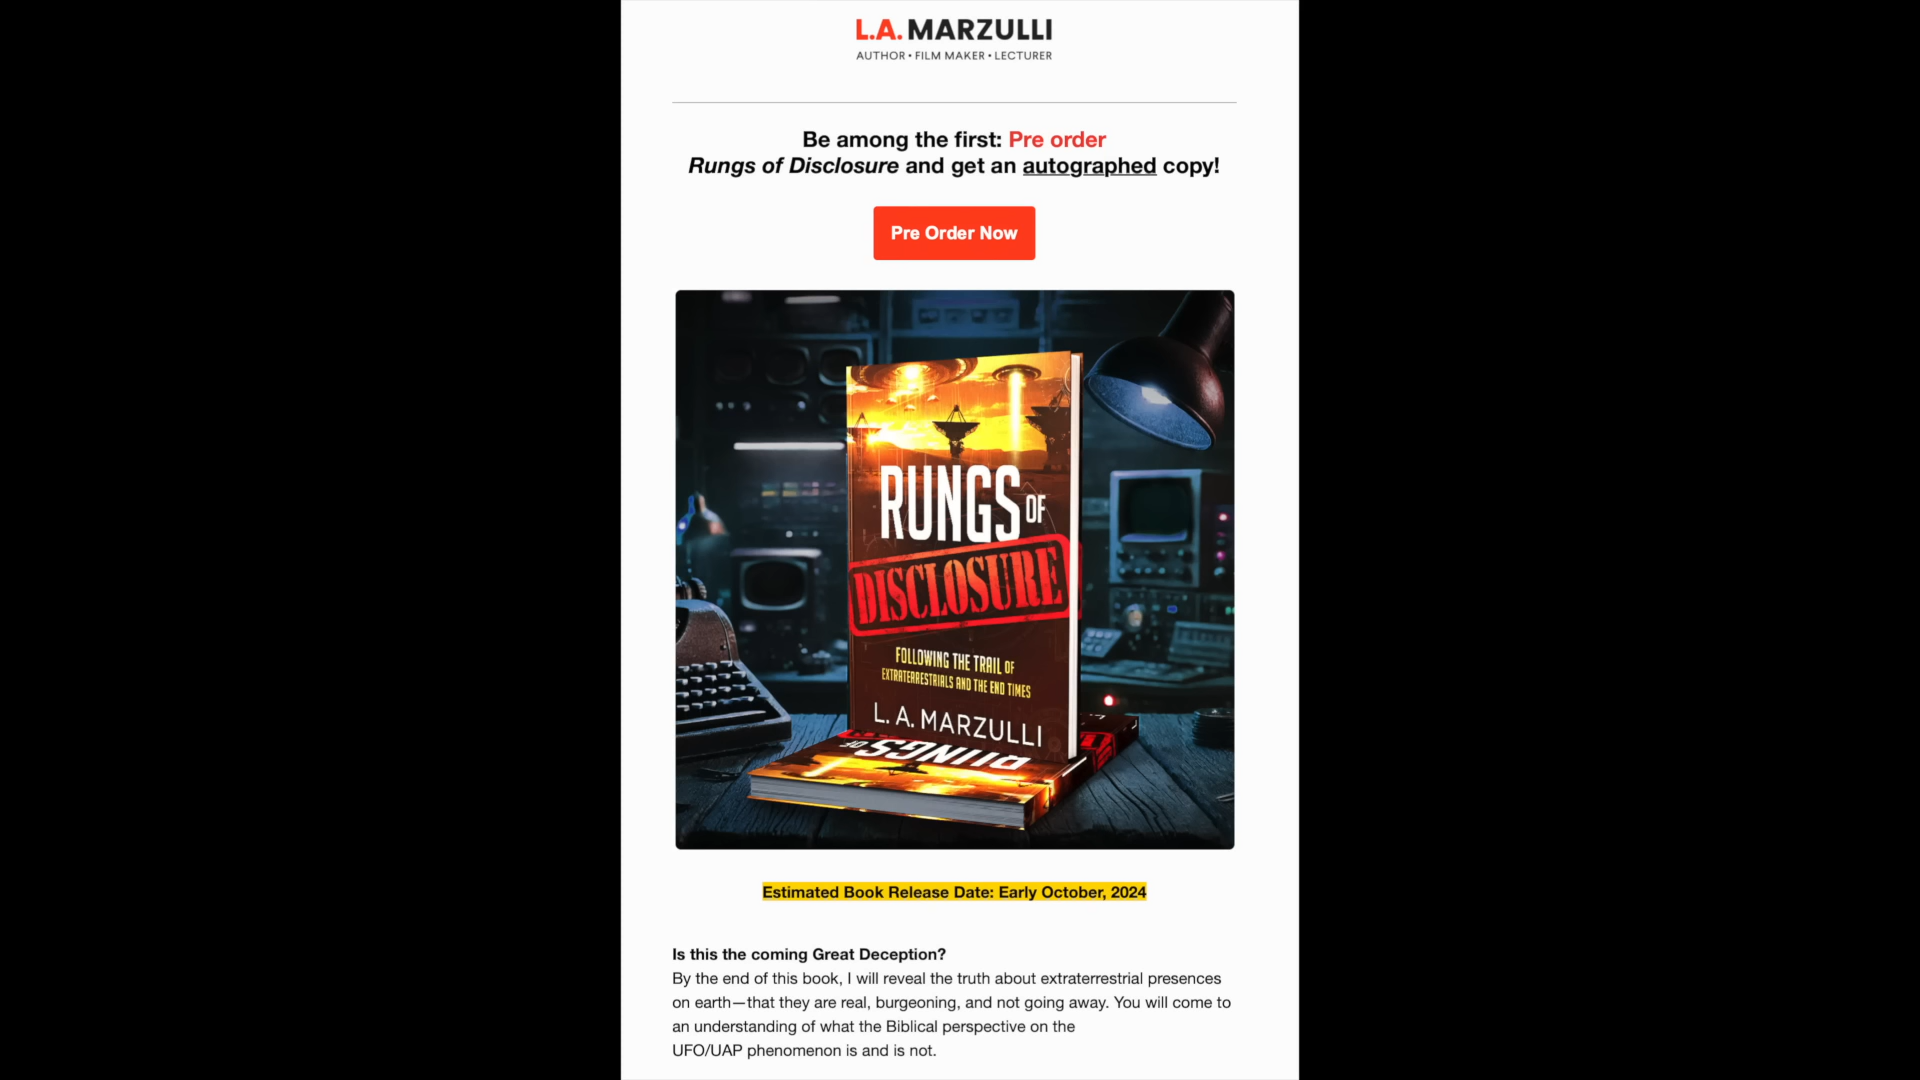 L.A. MARZULLI
AUTHOR • FILM MAKER • LECTURER
Be among the first: Pre order
Rungs of Disclosure and get an autographed copy!
Pre Order Now
RUNGS OF
DISCLOSURE
FOLLOWING THE TRAIL OF
EXTRATERRESTRIALS AND THE END TIMES
L. A. MARZULLI
RUNGS OF
Estimated Book Release Date: Early October, 2024
Is this the coming Great Deception?
By the end of this book, I will reveal the truth about extraterrestrial presences
on earth—that they are real, burgeoning, and not going away. You will come to
an understanding of what the Biblical perspective on the
UFO/UAP phenomenon is and is not.